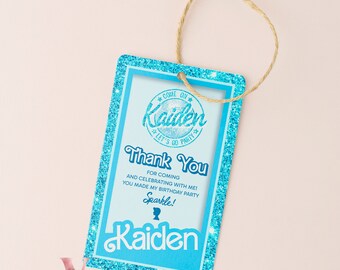 COME ON
Kaiden
LET'S GO PARTY
Thank You
FOR COMING
AND CELEBRATING WITH ME!
YOU MADE MY BIRTHDAY PARTY
Sparkle!
Kaiden